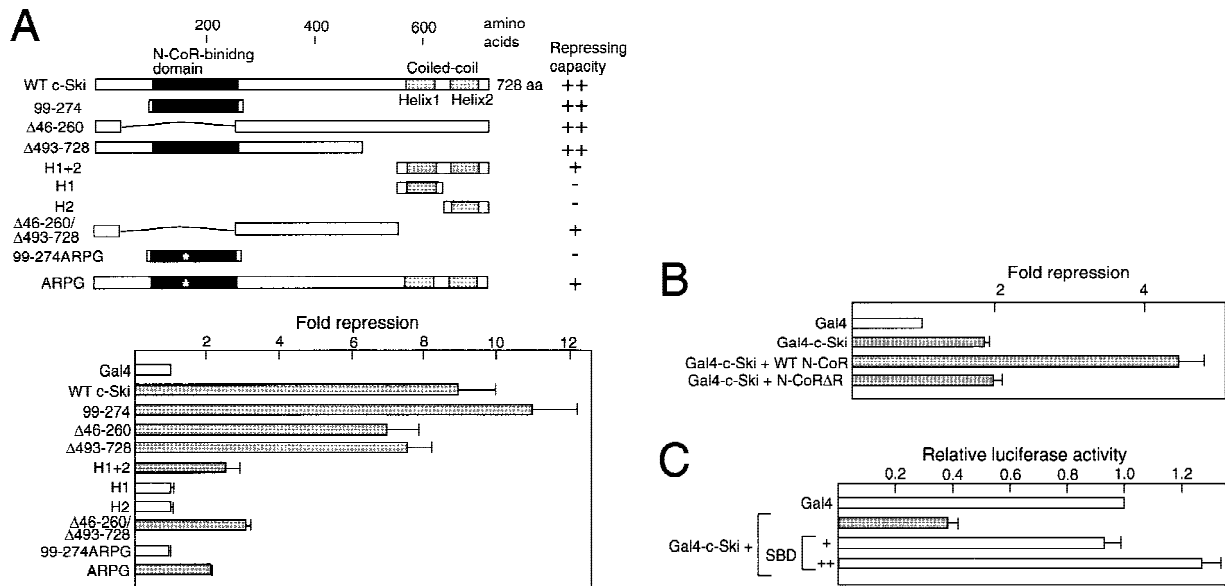 A
200 400 600 amino acids
N-CoR-binidng domain
Coiled-coil
Repressing capacity
WT c-Ski 728 aa ++
Helix1 Helix2
99-274 ++
Δ46-260 ++
Δ493-728 ++
H1+2 +
H1 -
H2 -
Δ46-260/
Δ493-728 +
99-274ARPG -
ARPG +
Fold repression
2 4 6 8 10 12
Gal4
WT c-Ski
99-274
Δ46-260
Δ493-728
H1+2
H1
H2
Δ46-260/
Δ493-728
99-274ARPG
ARPG
B
Fold repression
2 4
Gal4
Gal4-c-Ski
Gal4-c-Ski + WT N-CoR
Gal4-c-Ski + N-CoRΔR
C
Relative luciferase activity
0.2 0.4 0.6 0.8 1.0 1.2
Gal4
Gal4-c-Ski +
SBD
+
++